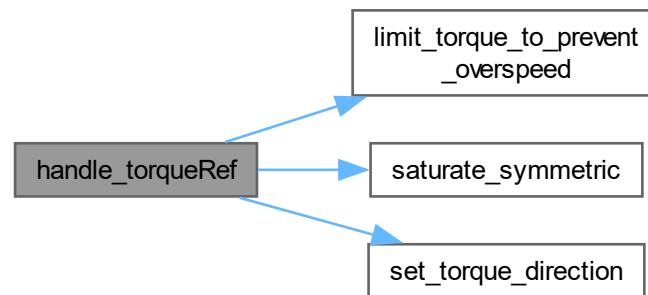 handle_torqueRef
limit_torque_to_prevent
_overspeed
saturate_symmetric
set_torque_direction